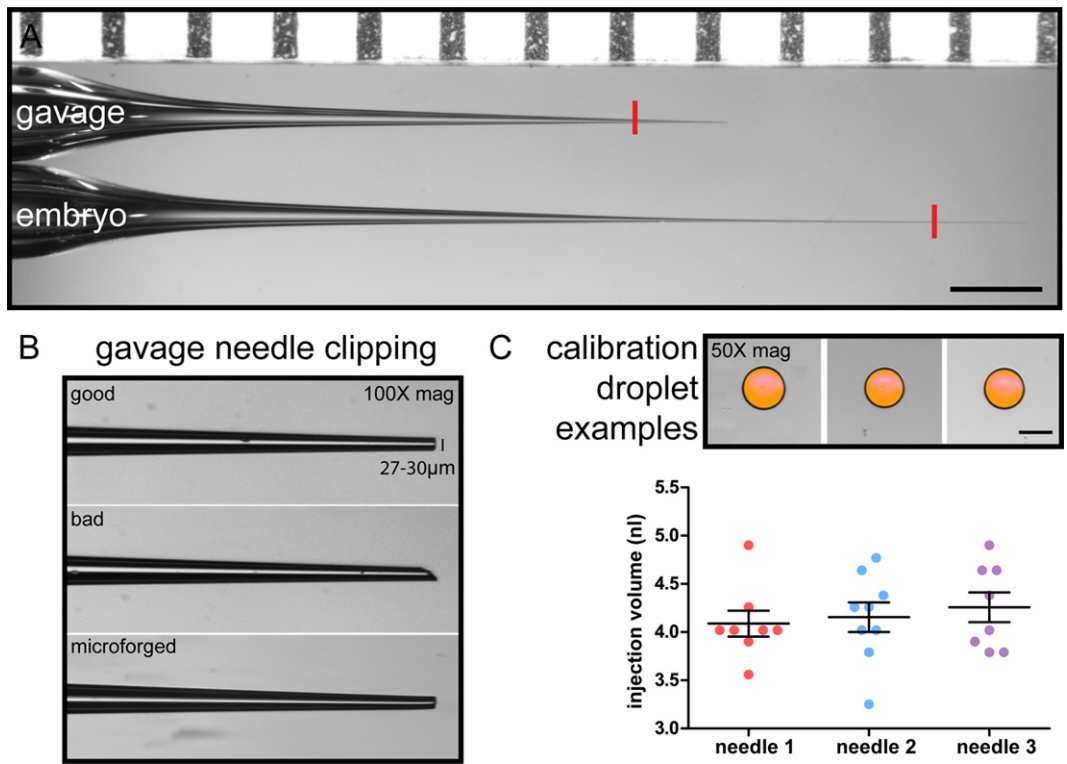 A
gavage
embryo
B gavage needle clipping
good 100X mag
27-30µm
bad
microforged
C calibration
droplet
examples
50X mag
5.5
5.0
4.5
4.0
3.5
3.0
injection volume (nl)
needle 1 needle 2 needle 3